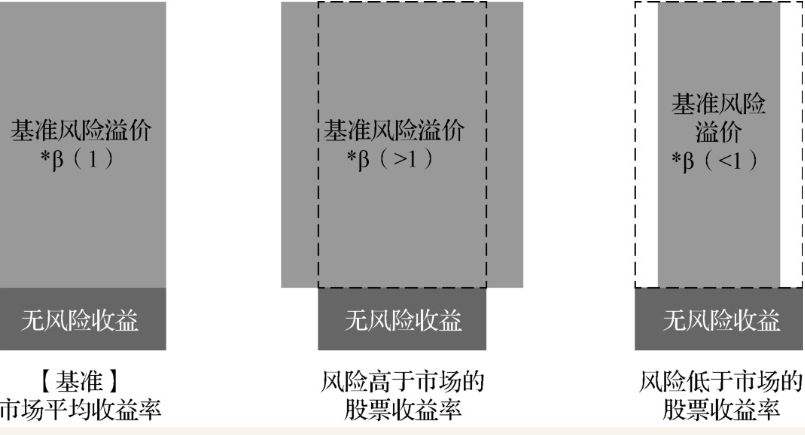 基准风险溢价
*β（1）
无风险收益
【基准】
市场平均收益率
基准风险溢价
*β（>1）
无风险收益
风险高于市场的
股票收益率
基准风险
溢价
*β（<1）
无风险收益
风险低于市场的
股票收益率